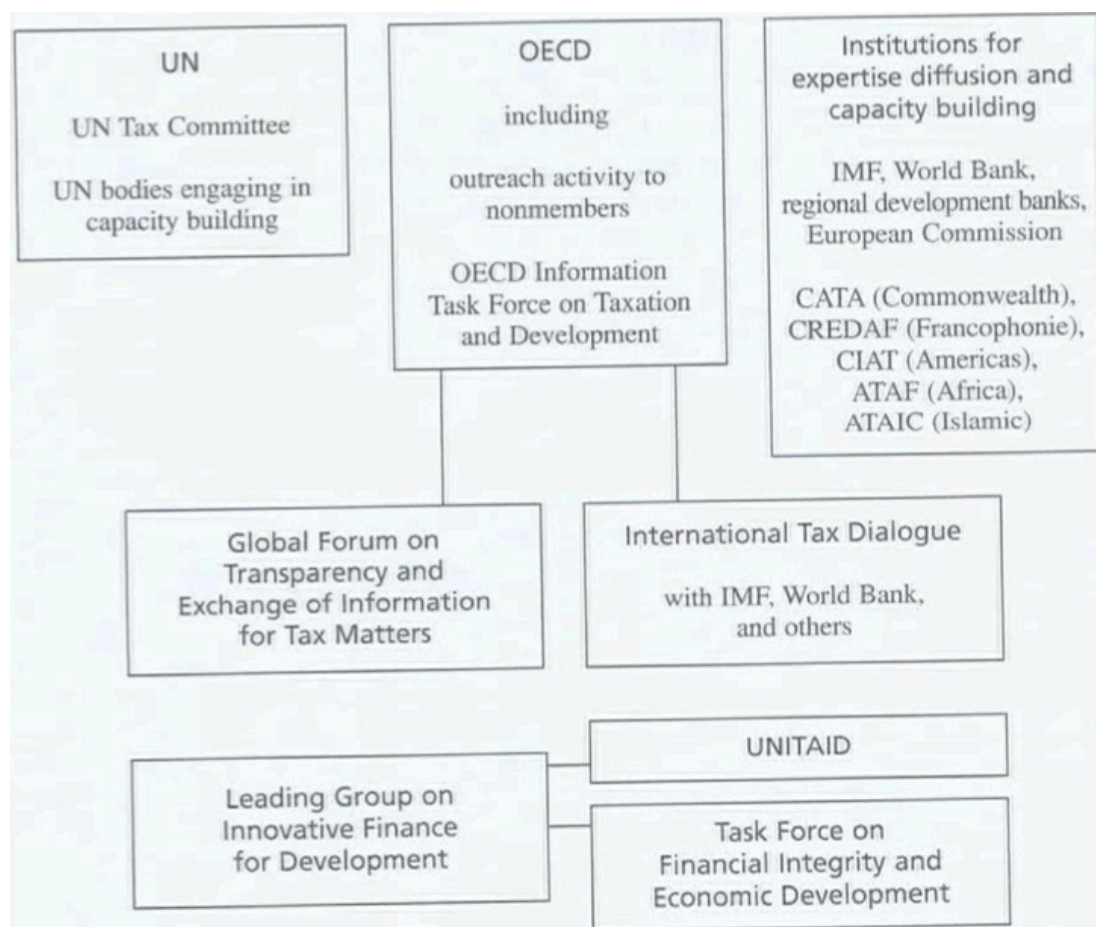 UN
UN Tax Committee
UN bodies engaging in
capacity building
OECD
including
outreach activity to
nonmembers
OECD Information
Task Force on Taxation
and Development
Institutions for
expertise diffusion and
capacity building
IMF, World Bank,
regional development banks,
European Commission
CATA (Commonwealth),
CREDAF (Francophonie),
CIAT (Americas),
ATAF (Africa),
ATAIC (Islamic)
Global Forum on
Transparency and
Exchange of Information
for Tax Matters
International Tax Dialogue
with IMF, World Bank,
and others
Leading Group on
Innovative Finance
for Development
UNITAID
Task Force on
Financial Integrity and
Economic Development